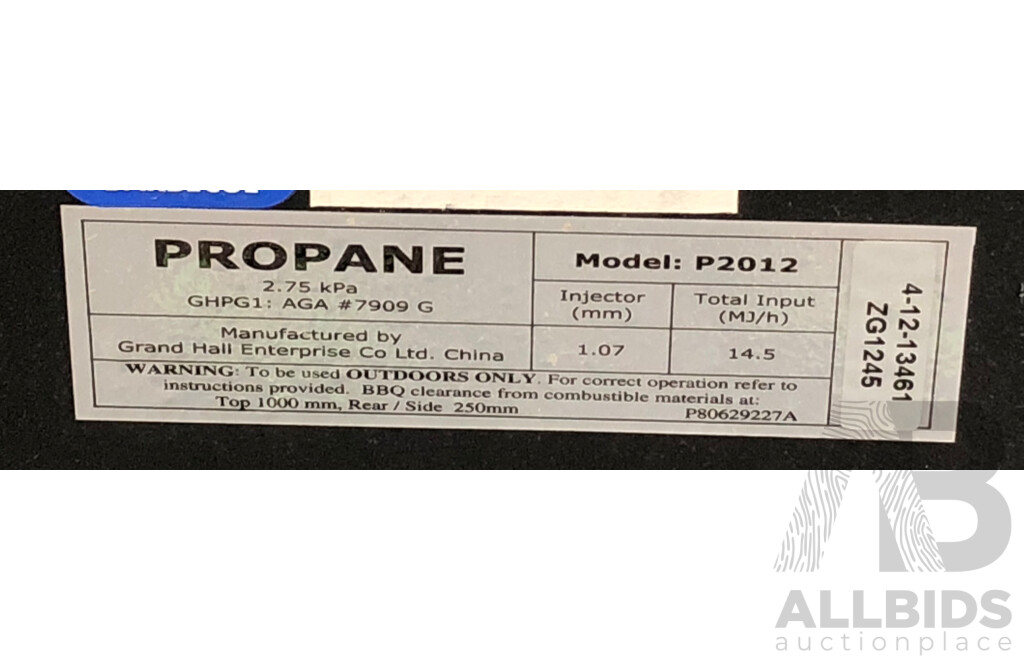 PROPANE
2.75 kPa
GHPG1: AGA #7909 G
Model: P2012
Injector
(mm)
Total Input
(MJ/h)
Manufactured by
Grand Hall Enterprise Co Ltd. China
1.07
14.5
WARNING: To be used OUTDOORS ONLY. For correct operation refer to
instructions provided. BBQ clearance from combustible materials at:
Top 1000 mm, Rear / Side 250mm
P80629227A
4-12-13461
ZG1245
AB
ALLBIDS
auctionplace